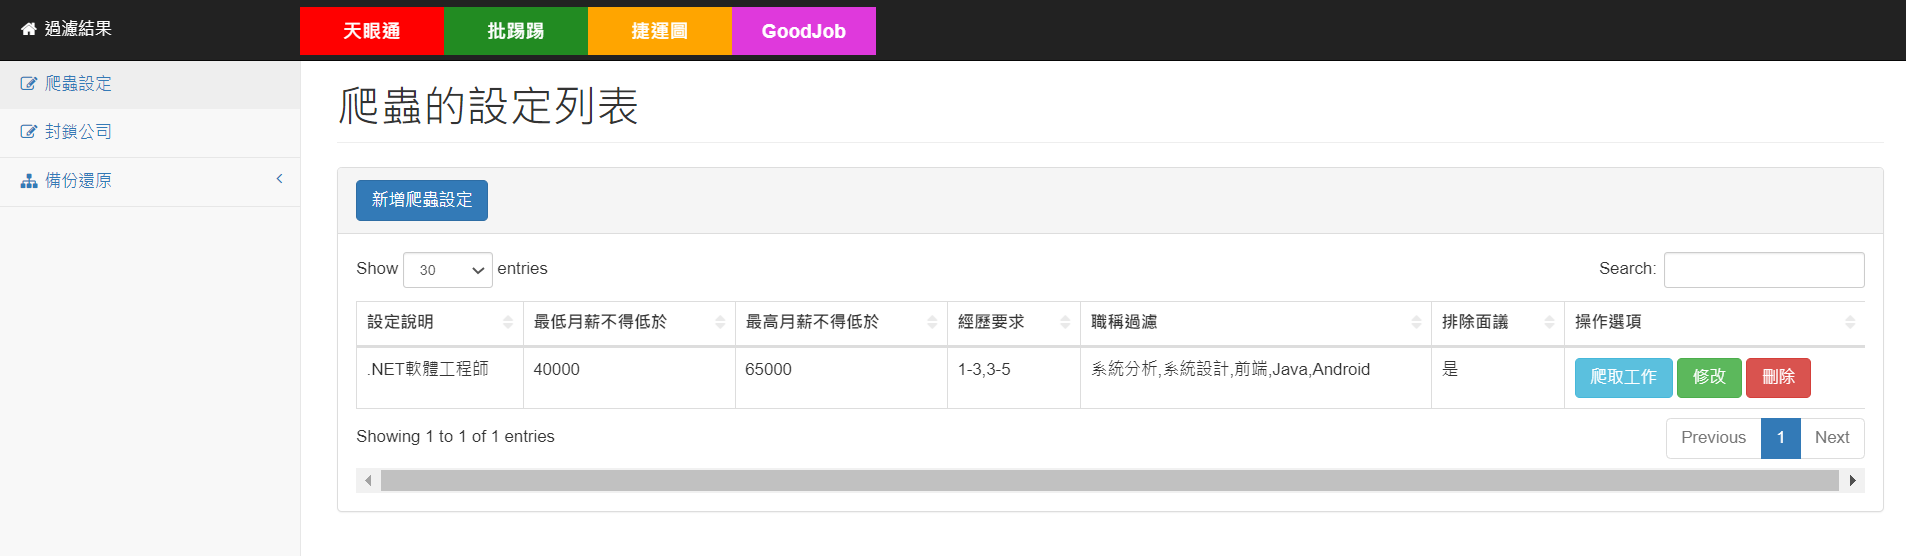 過濾結果
天眼通 批踢踢 捷運圖 GoodJob
爬蟲設定
封鎖公司
備份還原
爬蟲的設定列表
新增爬蟲設定
Show 30 entries Search:
設定說明 最低月薪不得低於 最高月薪不得低於 經歷要求 職稱過濾 排除面議 操作選項
.NET軟體工程師 40000 65000 1-3,3-5 系統分析,系統設計,前端,Java,Android 是 爬取工作 修改 刪除
Showing 1 to 1 of 1 entries Previous 1 Next